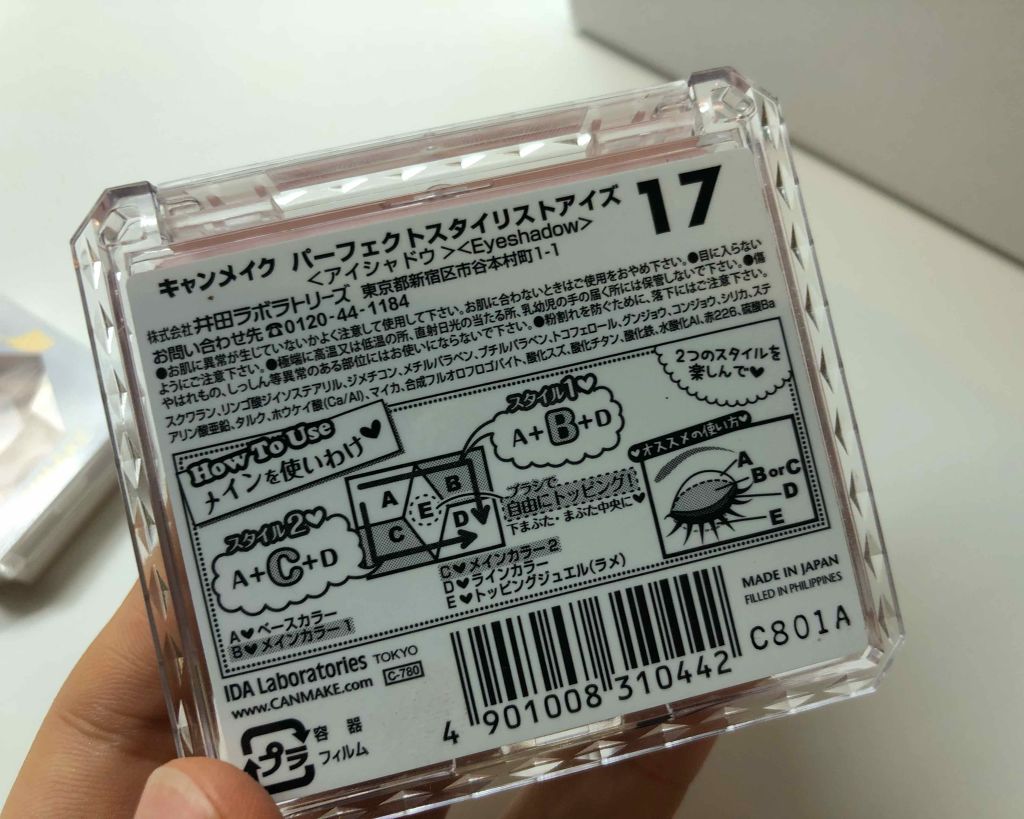 キャンメイク パーフェクトスタイリストアイズ 17
<アイシャドウ><Eyeshadow>
株式会社 井田ラボラトリーズ 東京都新宿区市谷本村町1-1
お問い合わせ先 ☎0120-44-1184
●お肌に異常が生じていないかよく注意して使用して下さい。お肌に合わないときはご使用をおやめ下さい。●目に入らない
ようにご注意下さい。●極端に高温又は低温の所、直射日光の当たる所、乳幼児の手の届く所には保管しないで下さい。●傷
やはれもの、しっしん等異常のある部位にはお使いにならないで下さい。●粉割れを防ぐために、落下にはご注意下さい。
スクワラン、リンゴ酸ジイソステアリル、ジメチコン、メチルパラベン、ブチルパラベン、トコフェロール、グンジョウ、コンジョウ、シリカ、ステ
アリン酸亜鉛、タルク、ホウケイ酸(Ca/Al)、マイカ、合成フルオロフロゴパイト、酸化スズ、酸化チタン、酸化鉄、水酸化Al、赤226、硫酸Ba
How To Use
メインを使いわけ♥
2つのスタイルを
楽しんで♥
スタイル1♥
A+B+D
スタイル2♥
A+C+D
A
B
C
D
E
ブラシで
自由にトッピング!
下まぶた・まぶた中央に♥
♥オススメの使い方♥
A
B or C
D
E
A♥ベースカラー
B♥メインカラー1
C♥メインカラー2
D♥ラインカラー
E♥トッピングジュエル(ラメ)
IDA Laboratories TOKYO
www.CANMAKE.com C-780
プラ
容器
フィルム
4 901008 310442
MADE IN JAPAN
FILLED IN PHILIPPINES
C801A